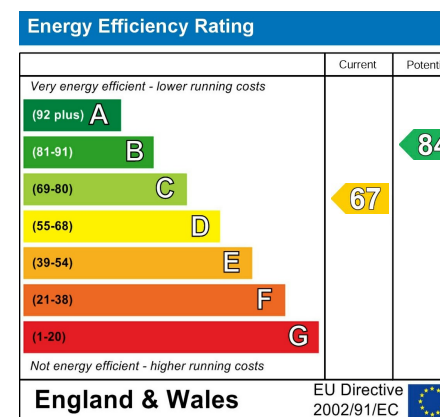 Energy Efficiency Rating
Current Potenti
Very energy efficient - lower running costs
(92 plus) A
(81-91) B
84
(69-80) C
67
(55-68) D
(39-54) E
(21-38) F
(1-20) G
Not energy efficient - higher running costs
England & Wales
EU Directive
2002/91/EC